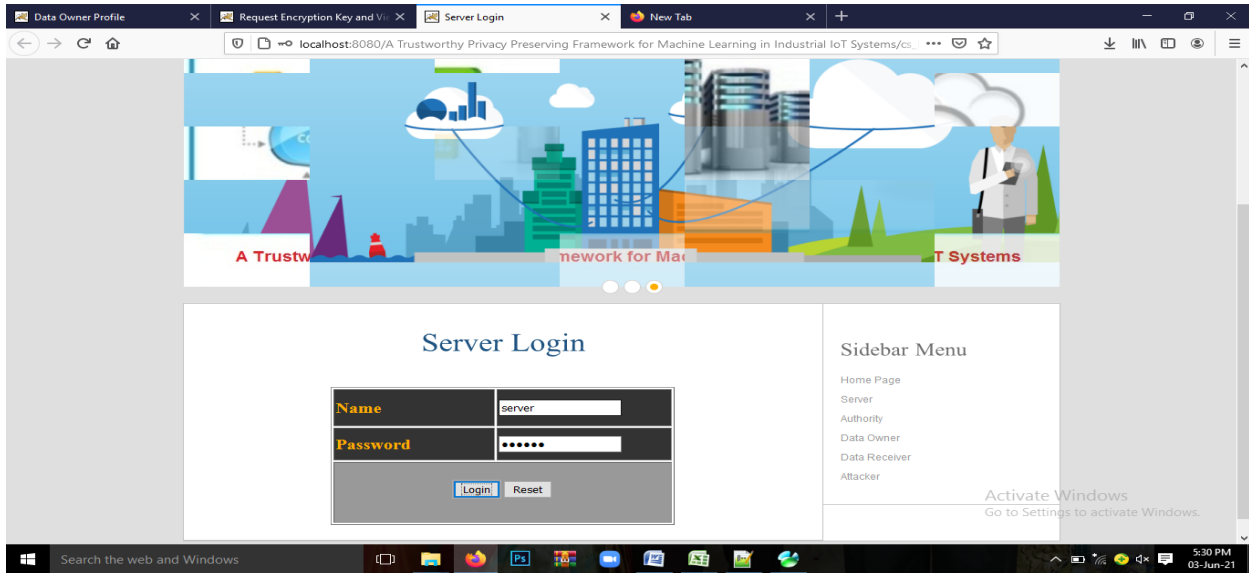 Data Owner Profile
Request Encryption Key and Vi
Server Login
New Tab
localhost:8080/A Trustworthy Privacy Preserving Framework for Machine Learning in Industrial IoT Systems/cs_
A Trustw
mework for Mac
T Systems
Server Login
Name
server
Password
Login
Reset
Sidebar Menu
Home Page
Server
Authority
Data Owner
Data Receiver
Attacker
Activate Windows
Go to Settings to activate Windows.
Search the web and Windows
Ps
5:30 PM
03-Jun-21